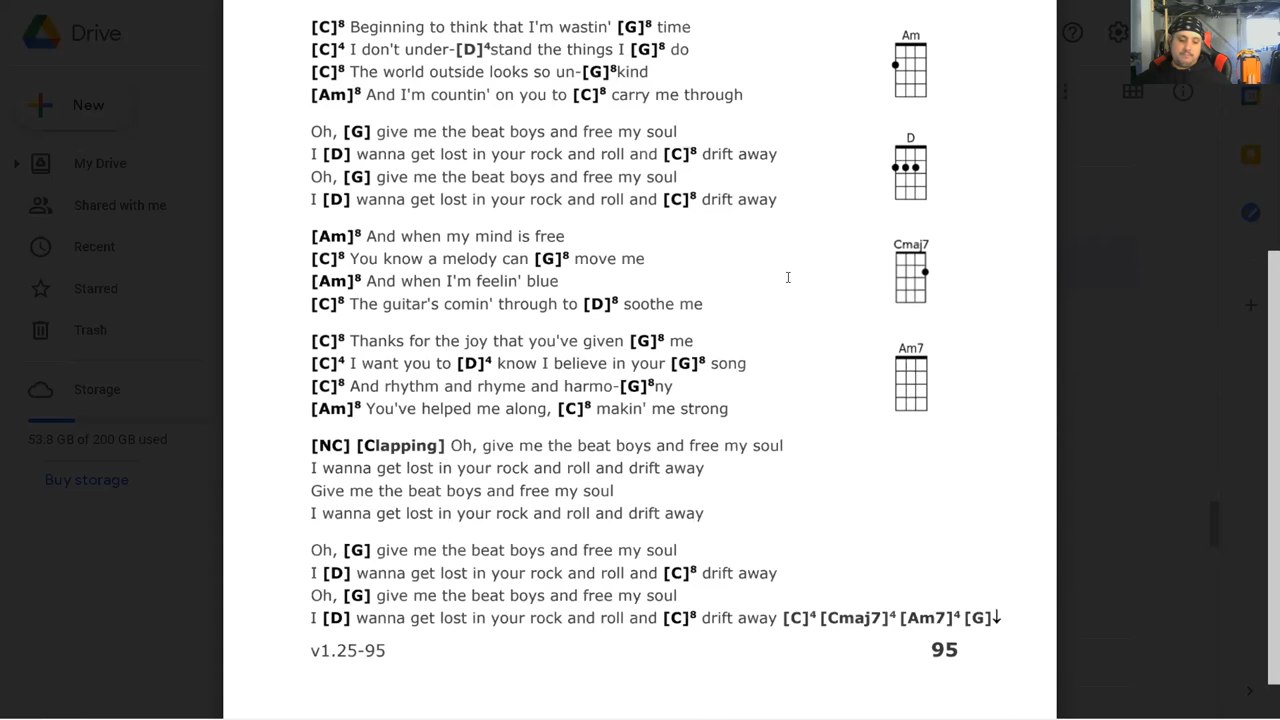 Drive
New
My Drive
Shared with me
Recent
Starred
Trash
Storage
53.8 GB of 200 GB used
Buy storage
[C]⁸ Beginning to think that I'm wastin' [G]⁸ time
[C]⁴ I don't under-[D]⁴stand the things I [G]⁸ do
[C]⁸ The world outside looks so un-[G]⁸kind
[Am]⁸ And I'm countin' on you to [C]⁸ carry me through
Oh, [G] give me the beat boys and free my soul
I [D] wanna get lost in your rock and roll and [C]⁸ drift away
Oh, [G] give me the beat boys and free my soul
I [D] wanna get lost in your rock and roll and [C]⁸ drift away
[Am]⁸ And when my mind is free
[C]⁸ You know a melody can [G]⁸ move me
[Am]⁸ And when I'm feelin' blue
[C]⁸ The guitar's comin' through to [D]⁸ soothe me
[C]⁸ Thanks for the joy that you've given [G]⁸ me
[C]⁴ I want you to [D]⁴ know I believe in your [G]⁸ song
[C]⁸ And rhythm and rhyme and harmo-[G]⁸ny
[Am]⁸ You've helped me along, [C]⁸ makin' me strong
[NC] [Clapping] Oh, give me the beat boys and free my soul
I wanna get lost in your rock and roll and drift away
Give me the beat boys and free my soul
I wanna get lost in your rock and roll and drift away
Oh, [G] give me the beat boys and free my soul
I [D] wanna get lost in your rock and roll and [C]⁸ drift away
Oh, [G] give me the beat boys and free my soul
I [D] wanna get lost in your rock and roll and [C]⁸ drift away [C]⁴ [Cmaj7]⁴ [Am7]⁴ [G]↓
v1.25-95
95
Am
D
Cmaj7
Am7